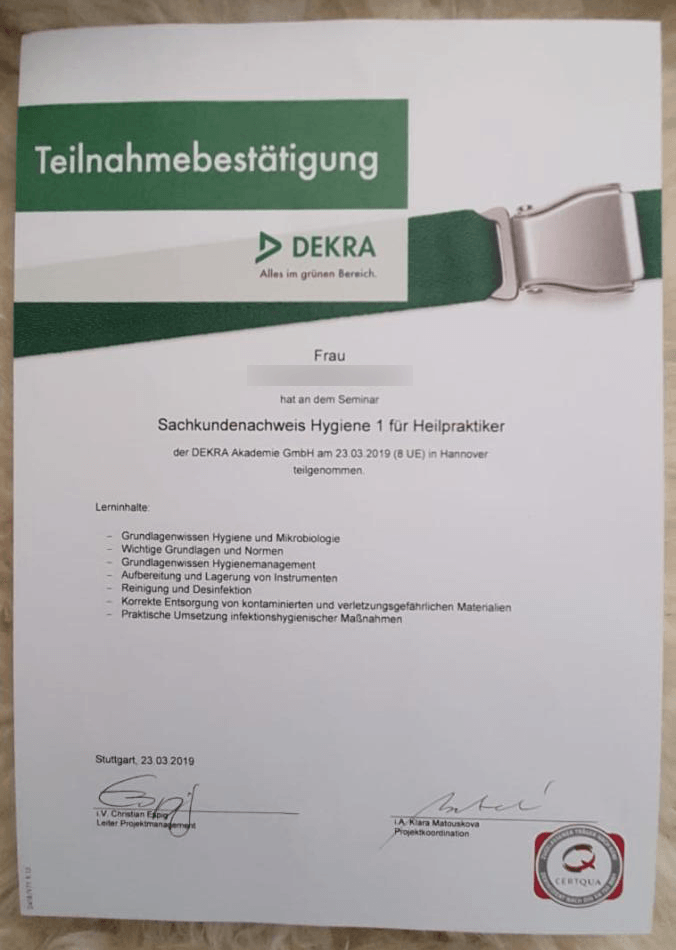 Teilnahmebestätigung
DEKRA
Alles im grünen Bereich.
Frau
hat an dem Seminar
Sachkundenachweis Hygiene 1 für Heilpraktiker
der DEKRA Akademie GmbH am 23.03.2019 (8 UE) in Hannover
teilgenommen.
Lerninhalte:
– Grundlagenwissen Hygiene und Mikrobiologie
– Wichtige Grundlagen und Normen
– Grundlagenwissen Hygienemanagement
– Aufbereitung und Lagerung von Instrumenten
– Reinigung und Desinfektion
– Korrekte Entsorgung von kontaminierten und verletzungsgefährlichen Materialien
– Praktische Umsetzung infektionshygienischer Maßnahmen
Stuttgart, 23.03.2019
i.V. Christian Eppig
Leiter Projektmanagement
i.A. Klara Matouskova
Projektkoordination
CERTQUA